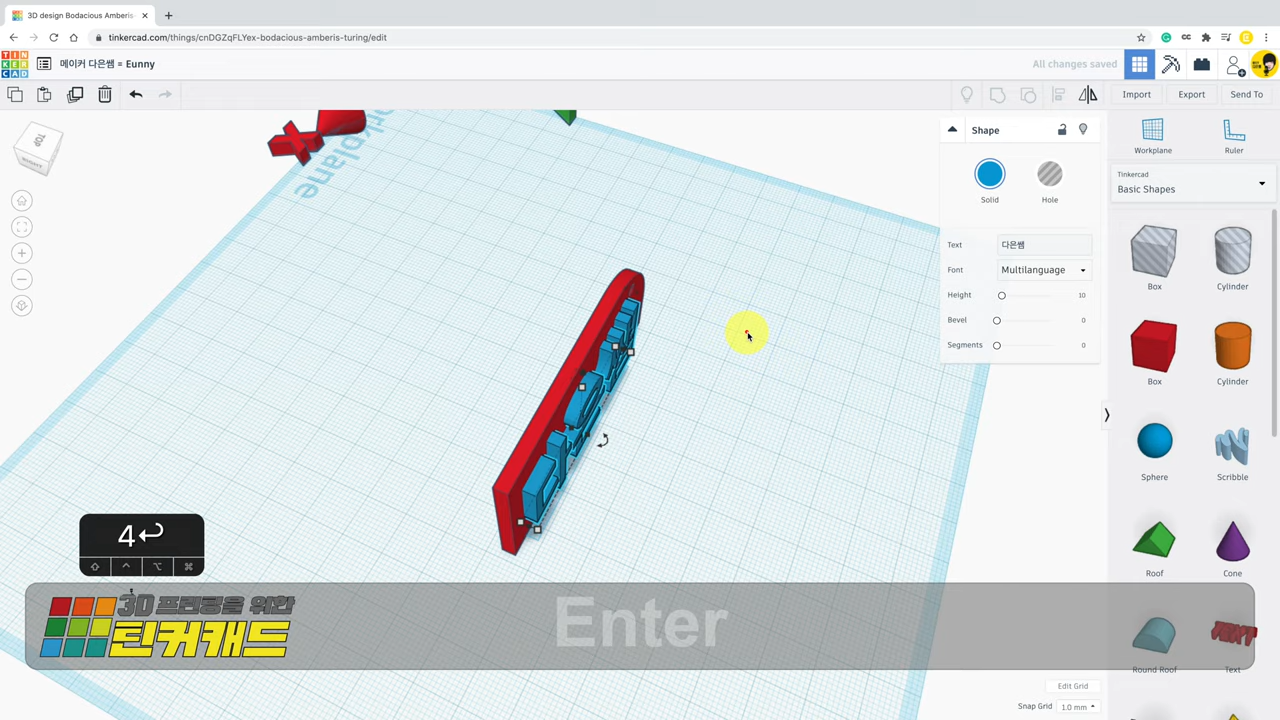 3D design Bodacious Amberis-
tinkercad.com/things/cnDGZqFLYex-bodacious-amberis-turing/edit
TIN
KER
CAD
메이커 다은쌤 = Eunny
All changes saved
Import
Export
Send To
Workplane
TOP
Shape
Solid
Hole
Text
다은쌤
Font
Multilanguage
Height
10
Bevel
0
Segments
0
Workplane
Ruler
Tinkercad
Basic Shapes
Box
Cylinder
Box
Cylinder
Sphere
Scribble
Roof
Cone
Round Roof
Text
TEXT
4
Enter
3D 프린팅을 위한
틴커캐드
Edit Grid
Snap Grid
1.0 mm